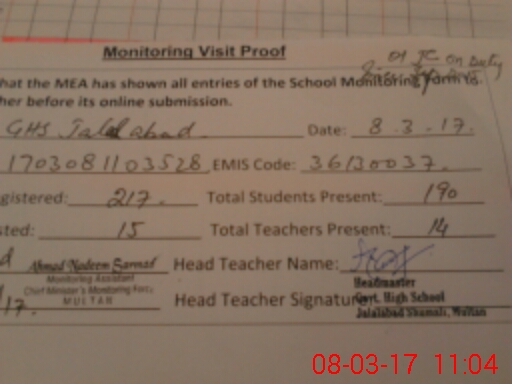 Monitoring Visit Proof
01 TC on Duty
hat the MEA has shown all entries of the School Monitoring Form to
her before its online submission.
GHS Jalalabad Date: 8.3.17.
1703081103528 EMIS Code: 36130037.
gistered: 217. Total Students Present: 190
sted: 15 Total Teachers Present: 14
d Ahmad Nadeem Sarmad Head Teacher Name:
Monitoring Assistant
Chief Minister's Monitoring Force
MULTAN
17. Head Teacher Signature
Headmaster
Govt. High School
Jalalabad Shumali, Multan
08-03-17 11:04